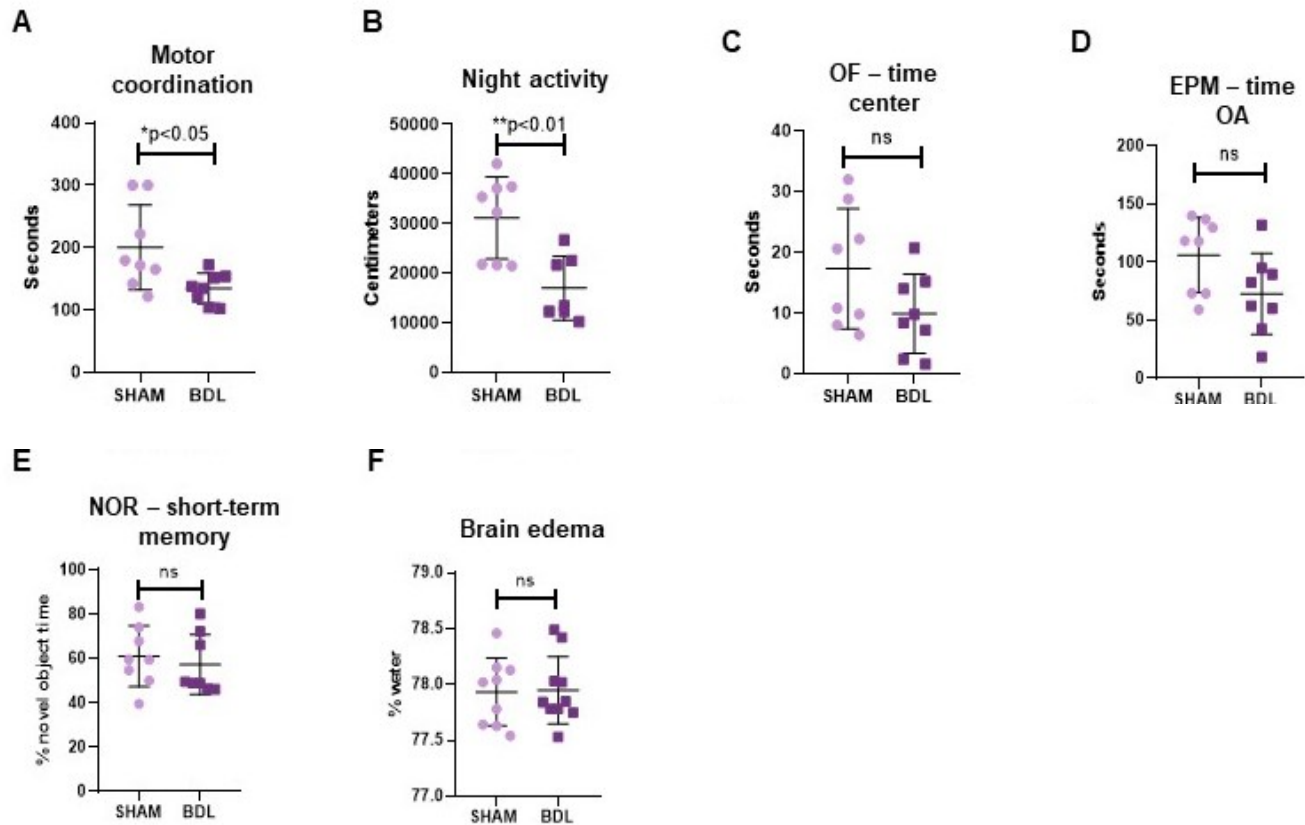 A
Motor
coordination
*p<0.05
400
300
200
100
0
Seconds
SHAM BDL
B
Night activity
**p<0.01
50000
40000
30000
20000
10000
0
Centimeters
SHAM BDL
C
OF – time
center
ns
40
30
20
10
0
Seconds
SHAM BDL
D
EPM – time
OA
ns
200
150
100
50
0
Seconds
SHAM BDL
E
NOR – short-term
memory
ns
100
80
60
40
20
0
% novel object time
SHAM BDL
F
Brain edema
ns
79.0
78.5
78.0
77.5
77.0
% water
SHAM BDL